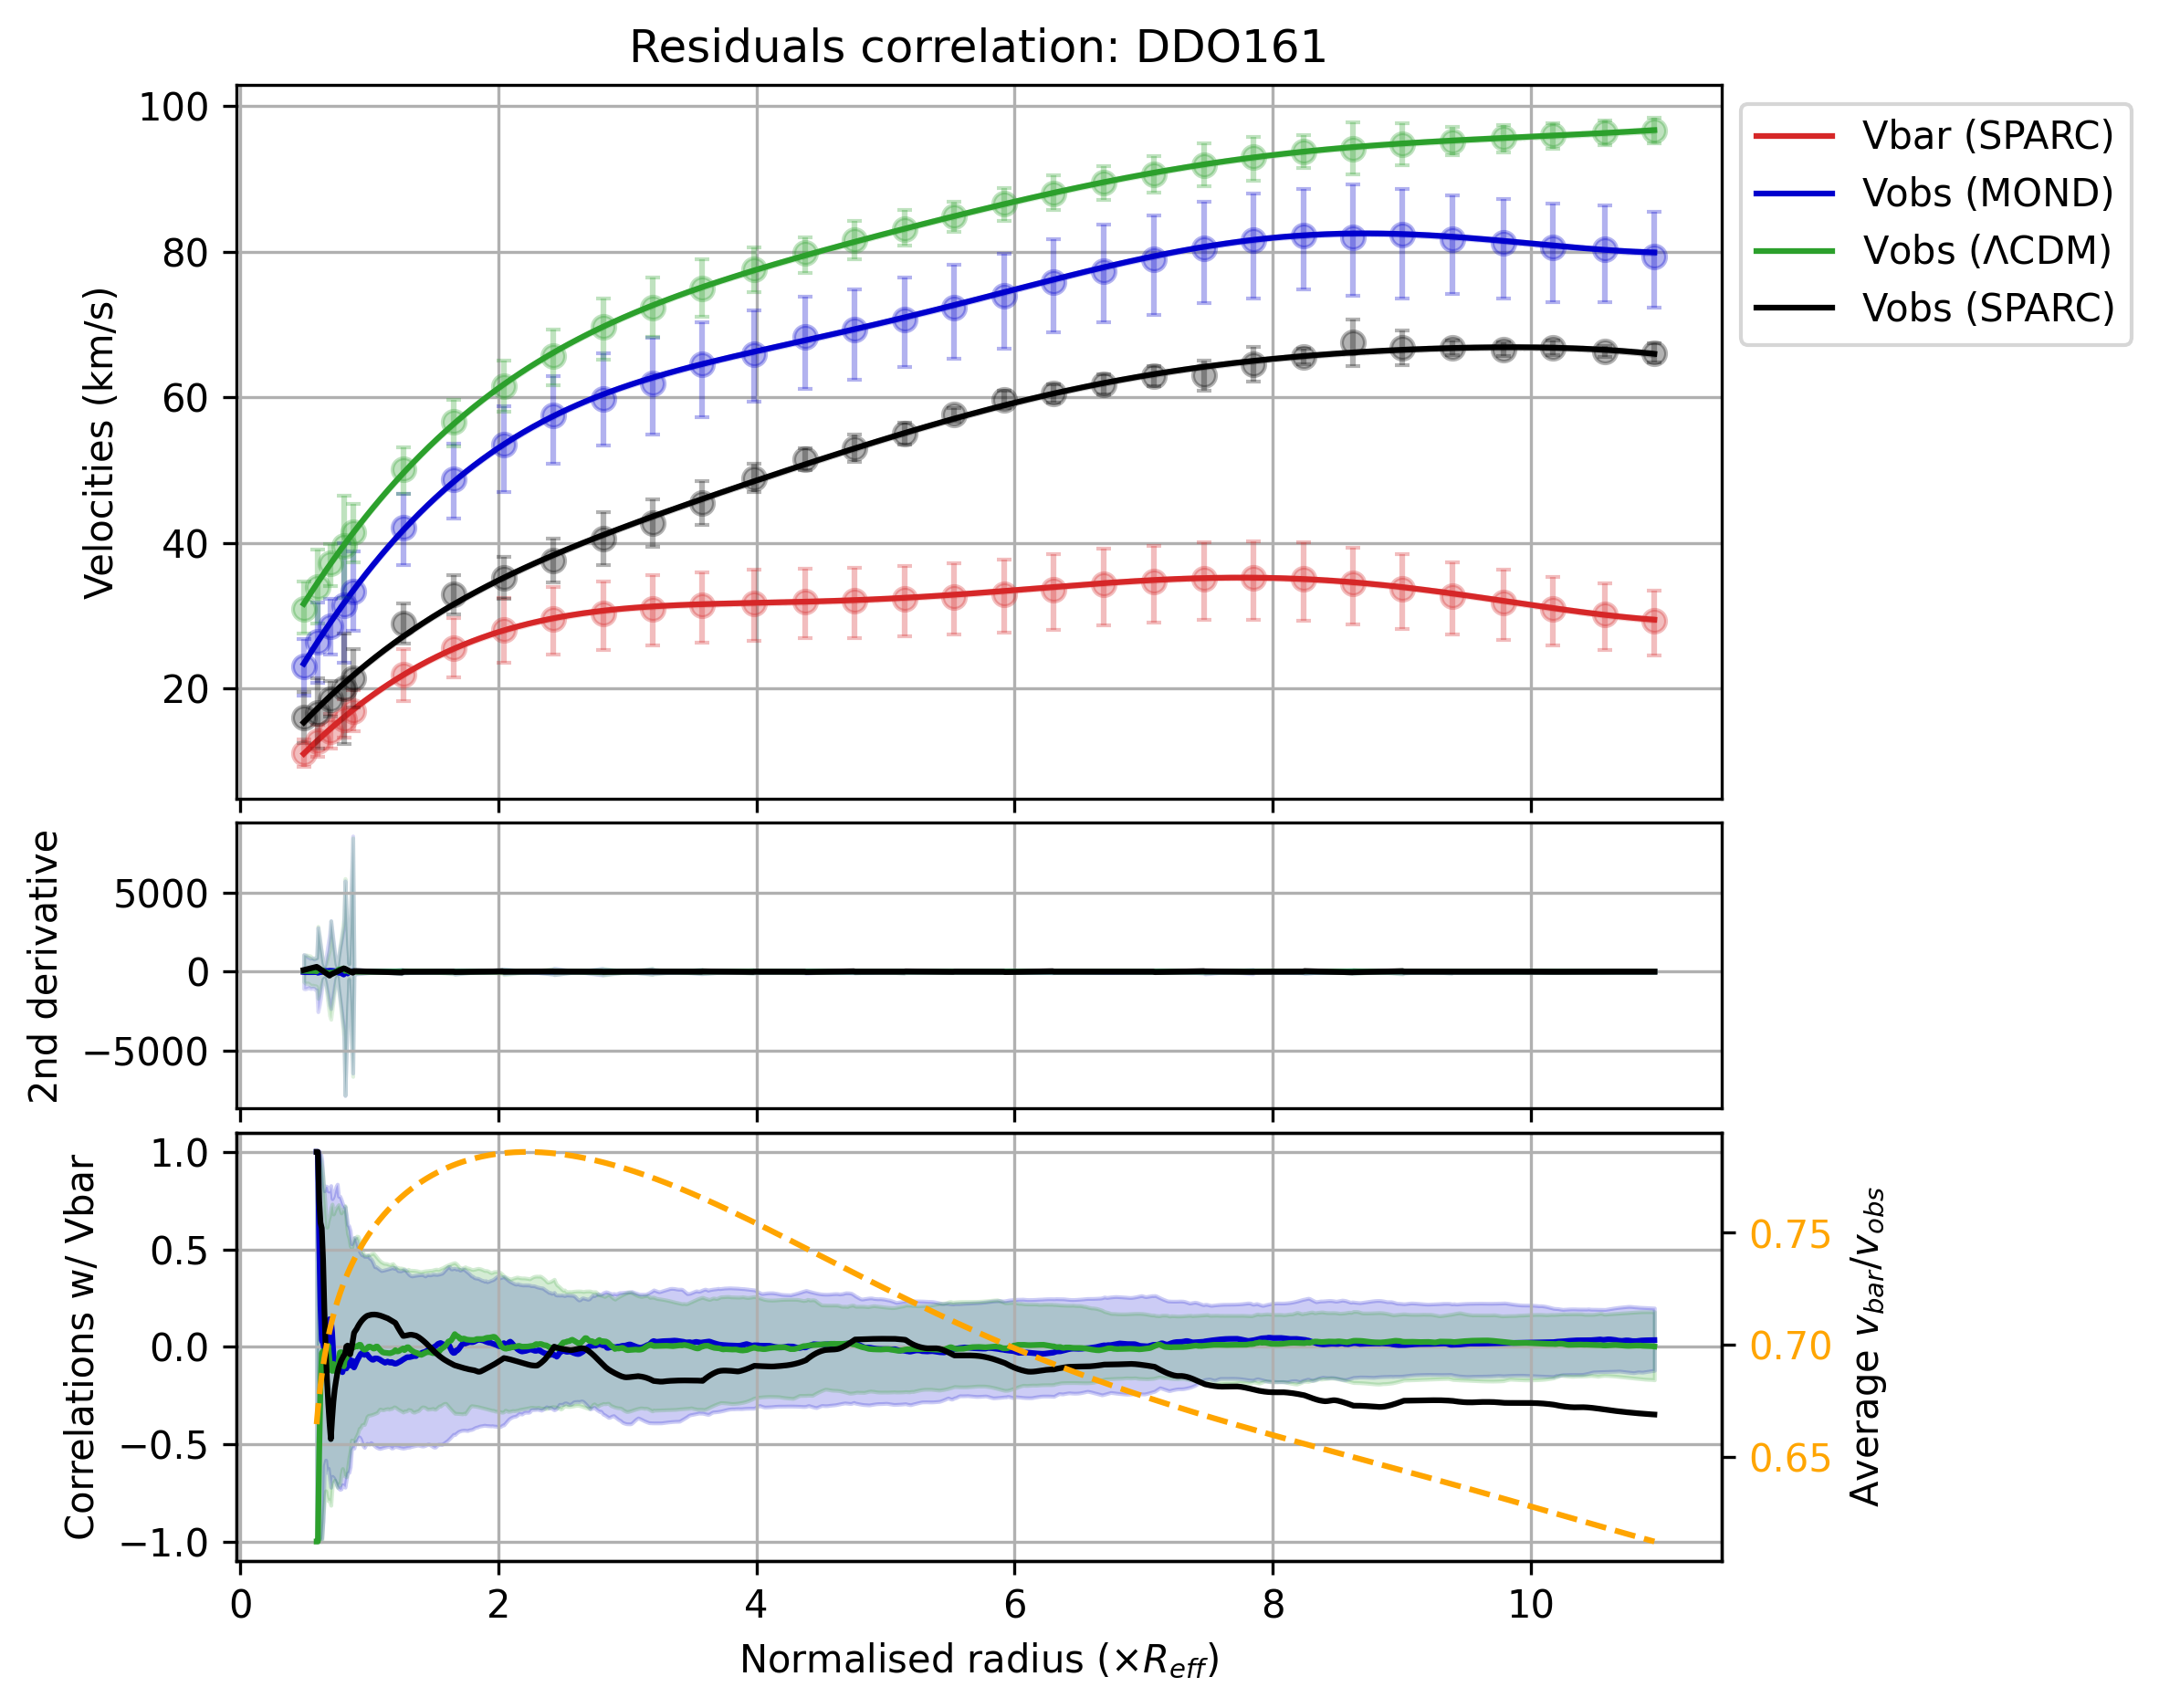 Residuals correlation: DDO161
Velocities (km/s)
100
80
60
40
20
Vbar (SPARC)
Vobs (MOND)
Vobs (ΛCDM)
Vobs (SPARC)
2nd derivative
5000
0
−5000
Correlations w/ Vbar
1.0
0.5
0.0
−0.5
−1.0
0.75
0.70
0.65
Average v_bar/v_obs
0 2 4 6 8 10
Normalised radius (×R_eff)